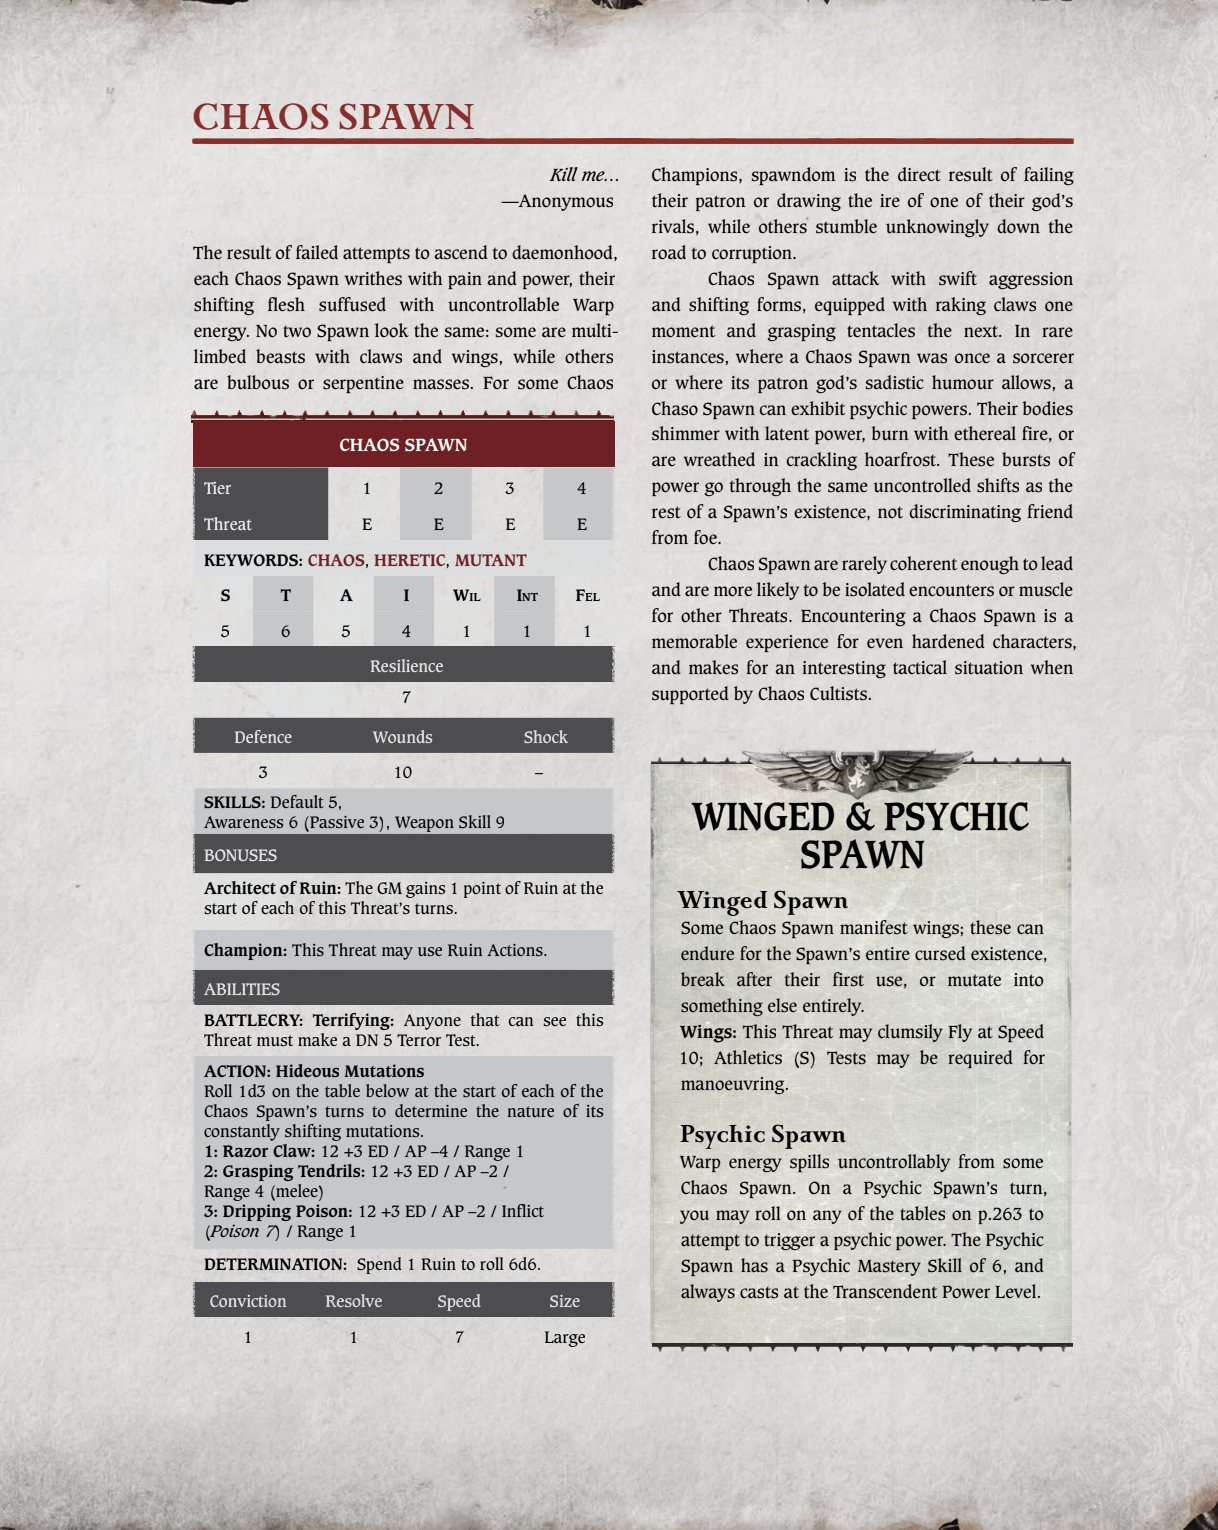 CHAOS SPAWN
Kill me…
—Anonymous
The result of failed attempts to ascend to daemonhood,
each Chaos Spawn writhes with pain and power, their
shifting flesh suffused with uncontrollable Warp
energy. No two Spawn look the same: some are multi-
limbed beasts with claws and wings, while others
are bulbous or serpentine masses. For some Chaos
CHAOS SPAWN
Tier 1 2 3 4
Threat E E E E
KEYWORDS: CHAOS, HERETIC, MUTANT
S T A I WIL INT FEL
5 6 5 4 1 1 1
Resilience
7
Defence Wounds Shock
3 10 –
SKILLS: Default 5,
Awareness 6 (Passive 3), Weapon Skill 9
BONUSES
Architect of Ruin: The GM gains 1 point of Ruin at the
start of each of this Threat's turns.
Champion: This Threat may use Ruin Actions.
ABILITIES
BATTLECRY: Terrifying: Anyone that can see this
Threat must make a DN 5 Terror Test.
ACTION: Hideous Mutations
Roll 1d3 on the table below at the start of each of the
Chaos Spawn's turns to determine the nature of its
constantly shifting mutations.
1: Razor Claw: 12 +3 ED / AP –4 / Range 1
2: Grasping Tendrils: 12 +3 ED / AP –2 /
Range 4 (melee)
3: Dripping Poison: 12 +3 ED / AP –2 / Inflict
(Poison 7) / Range 1
DETERMINATION: Spend 1 Ruin to roll 6d6.
Conviction Resolve Speed Size
1 1 7 Large
Champions, spawndom is the direct result of failing
their patron or drawing the ire of one of their god's
rivals, while others stumble unknowingly down the
road to corruption.
Chaos Spawn attack with swift aggression
and shifting forms, equipped with raking claws one
moment and grasping tentacles the next. In rare
instances, where a Chaos Spawn was once a sorcerer
or where its patron god's sadistic humour allows, a
Chaso Spawn can exhibit psychic powers. Their bodies
shimmer with latent power, burn with ethereal fire, or
are wreathed in crackling hoarfrost. These bursts of
power go through the same uncontrolled shifts as the
rest of a Spawn's existence, not discriminating friend
from foe.
Chaos Spawn are rarely coherent enough to lead
and are more likely to be isolated encounters or muscle
for other Threats. Encountering a Chaos Spawn is a
memorable experience for even hardened characters,
and makes for an interesting tactical situation when
supported by Chaos Cultists.
WINGED & PSYCHIC
SPAWN
Winged Spawn
Some Chaos Spawn manifest wings; these can
endure for the Spawn's entire cursed existence,
break after their first use, or mutate into
something else entirely.
Wings: This Threat may clumsily Fly at Speed
10; Athletics (S) Tests may be required for
manoeuvring.
Psychic Spawn
Warp energy spills uncontrollably from some
Chaos Spawn. On a Psychic Spawn's turn,
you may roll on any of the tables on p.263 to
attempt to trigger a psychic power. The Psychic
Spawn has a Psychic Mastery Skill of 6, and
always casts at the Transcendent Power Level.